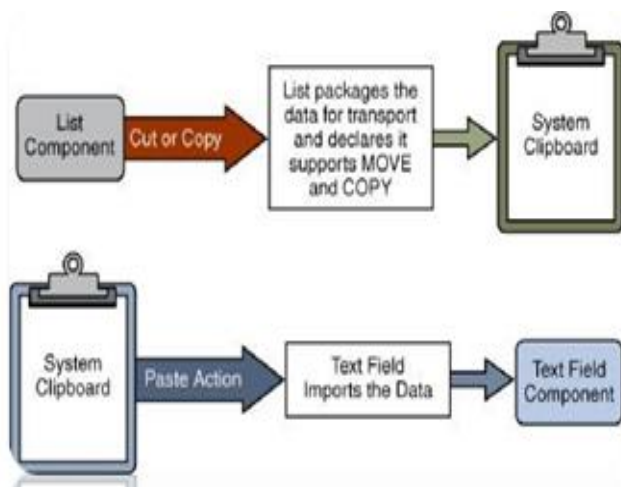 List
Component
Cut or Copy
List packages the
data for transport
and declares it
supports MOVE
and COPY
System
Clipboard
System
Clipboard
Paste Action
Text Field
Imports the Data
Text Field
Component